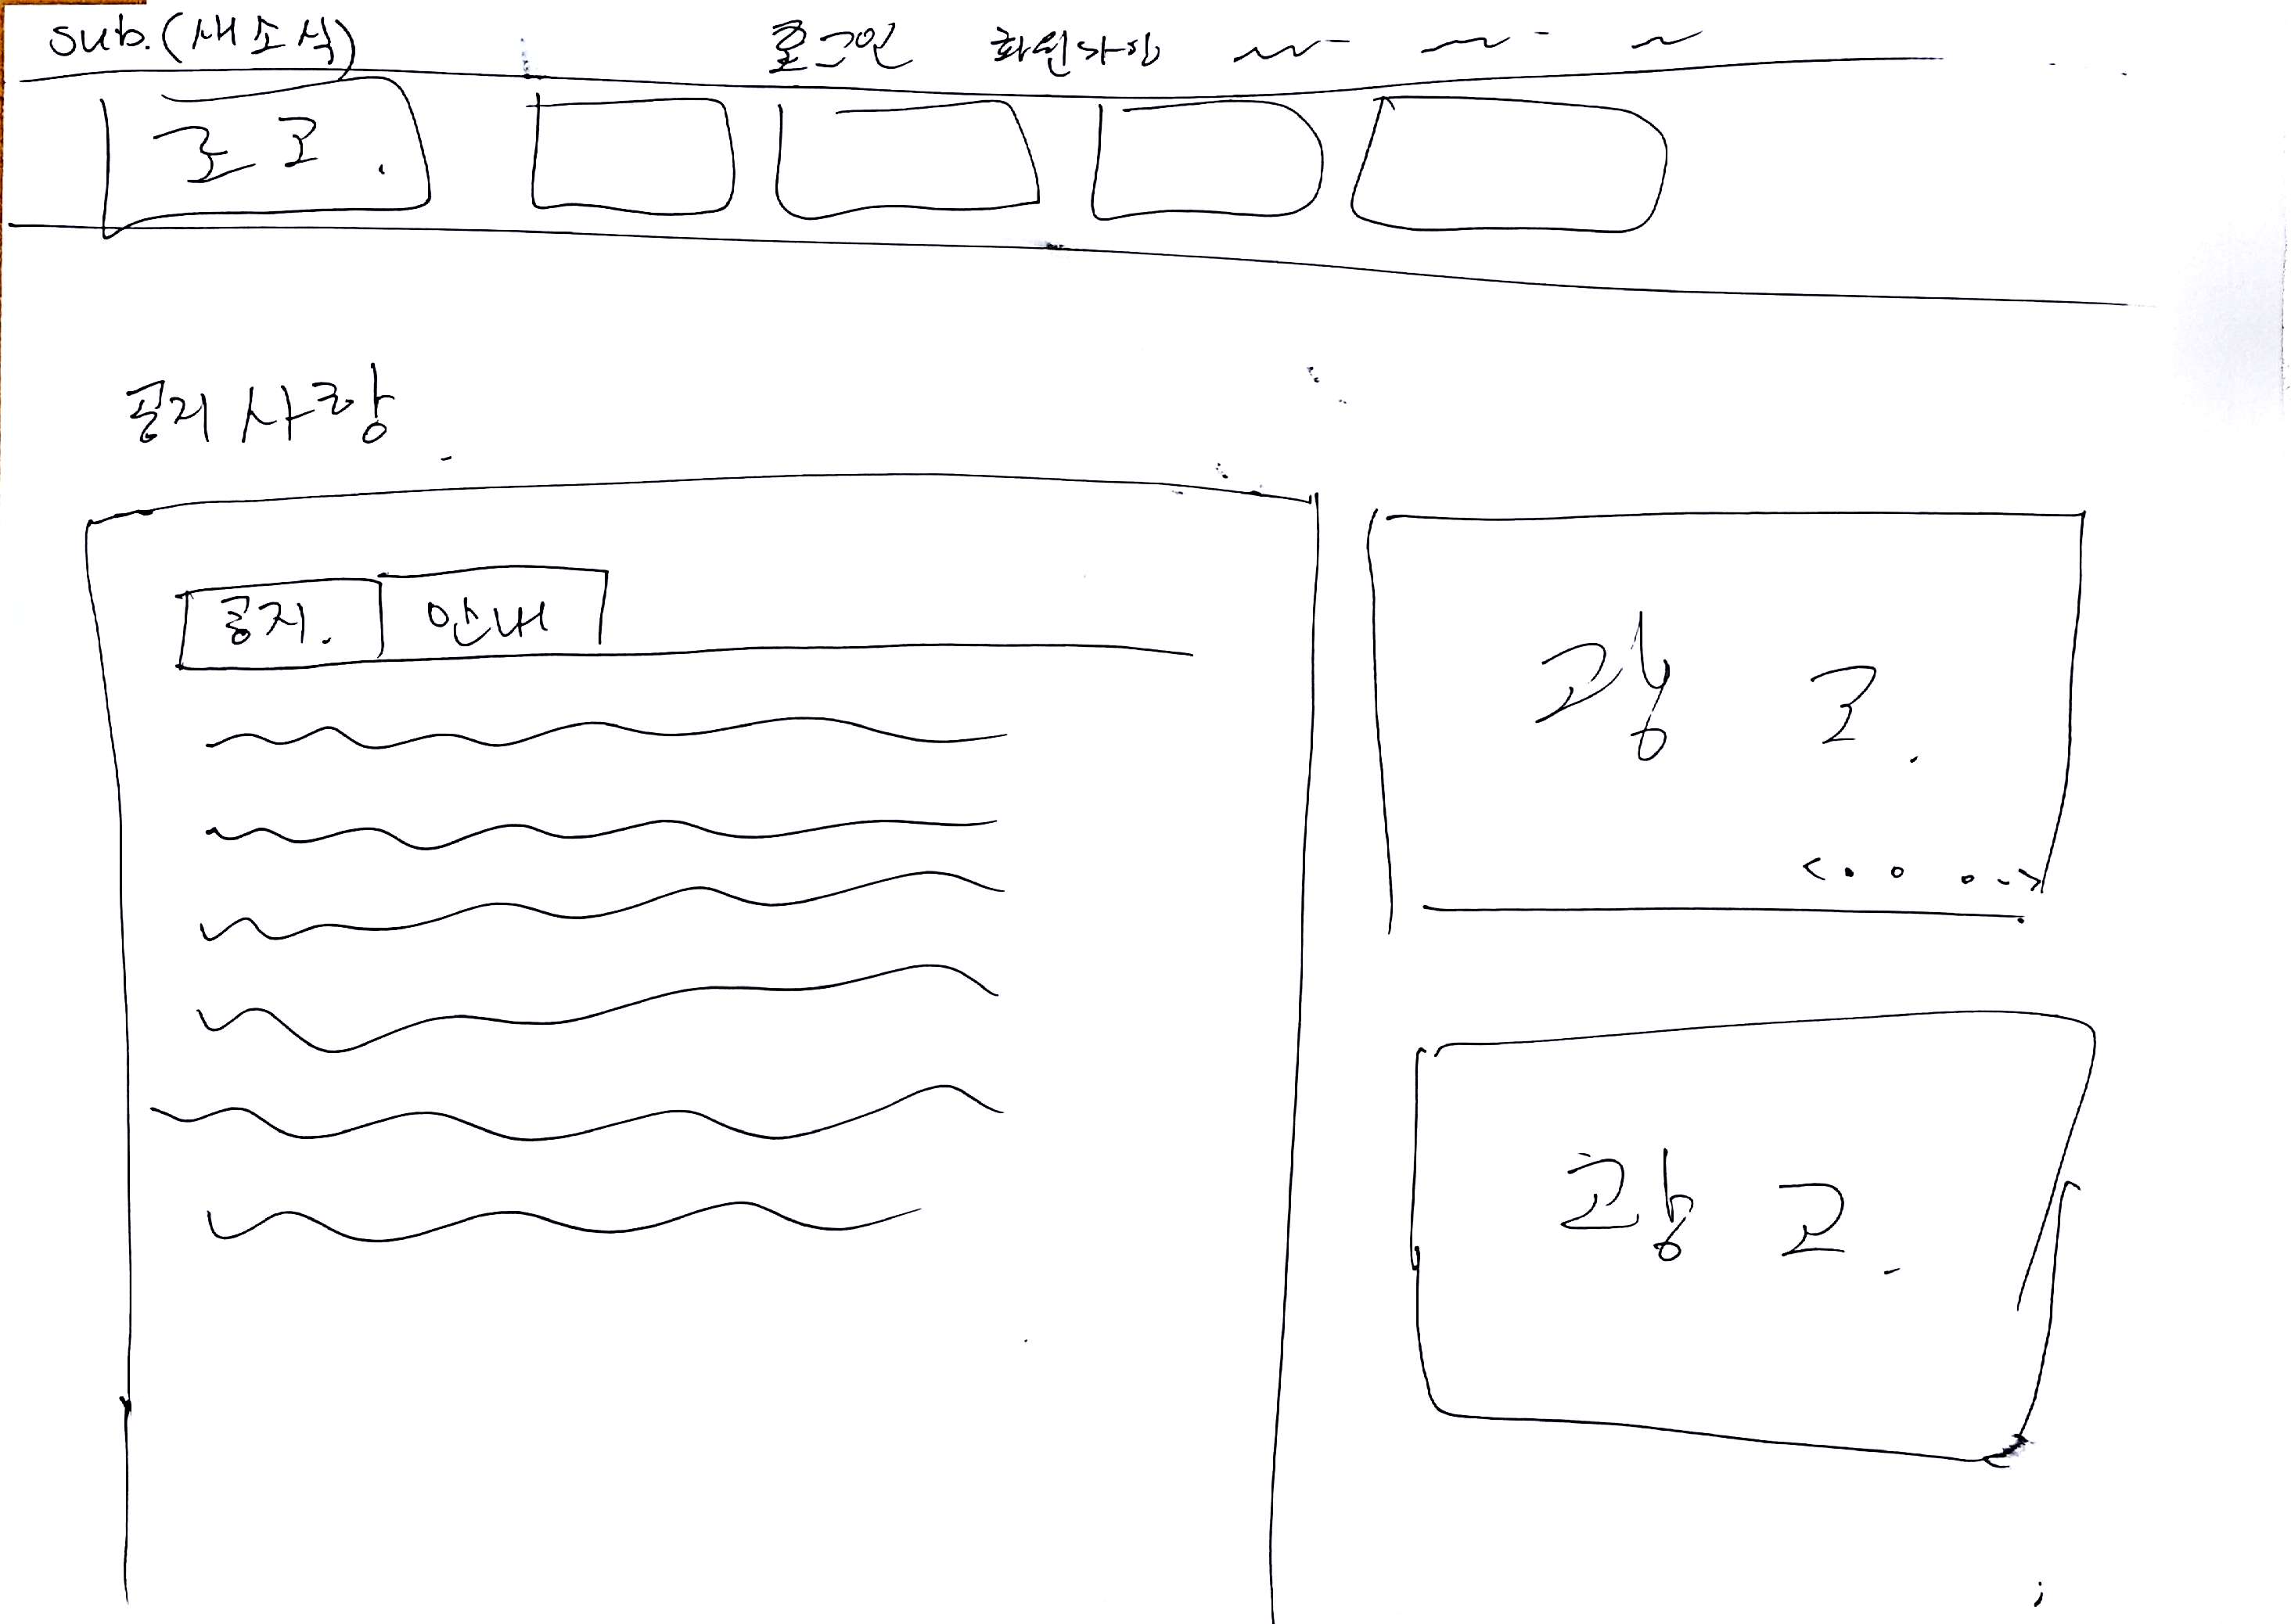 sub.(새소식)
로그인 회원가입
로고.
공지사항
공지. 안내
광고.
광고.